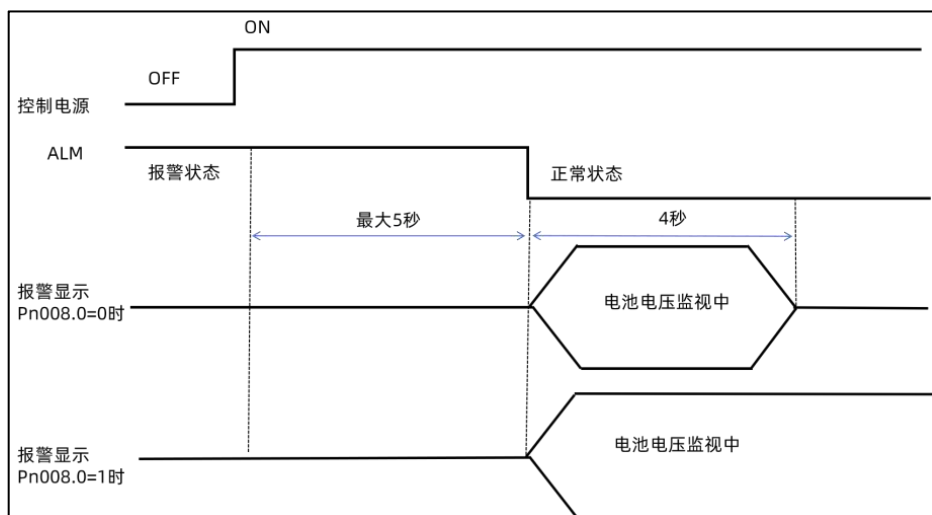 ON
OFF
控制电源
ALM
报警状态
正常状态
最大5秒
4秒
报警显示
Pn008.0=0时
电池电压监视中
报警显示
Pn008.0=1时
电池电压监视中